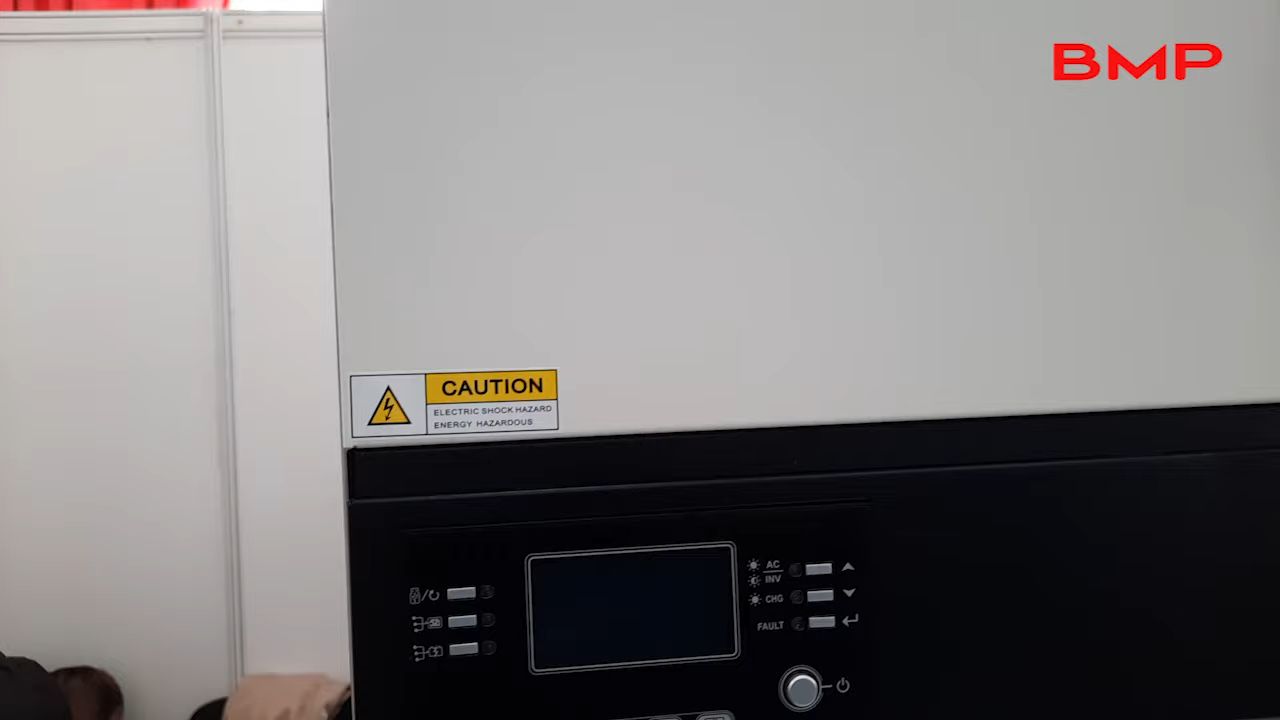 BMP
CAUTION
ELECTRIC SHOCK HAZARD
ENERGY HAZARDOUS
AC
INV
CHG
FAULT